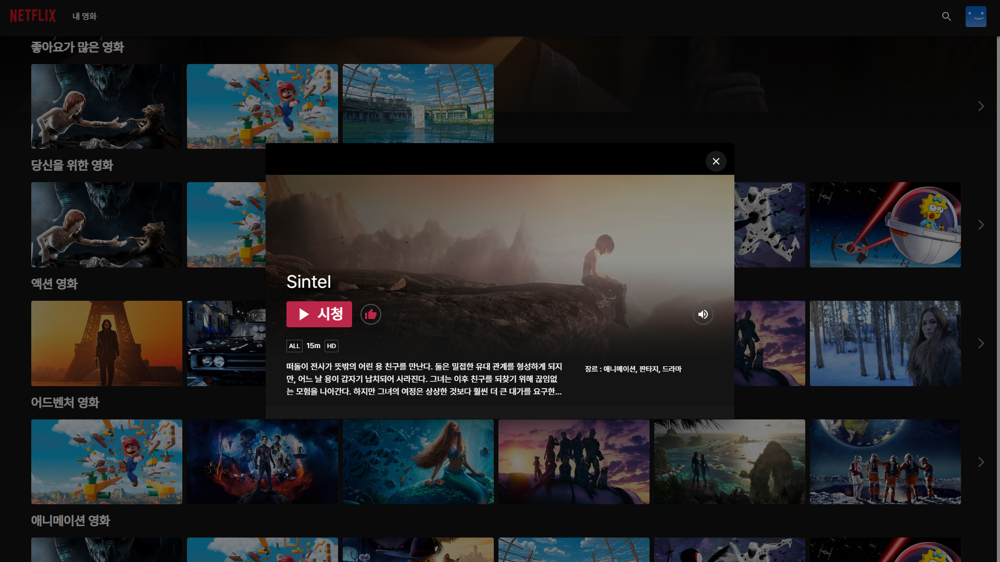 NETFLIX
내 영화
좋아요가 많은 영화
당신을 위한 영화
액션 영화
Sintel
시청
ALL 15m HD
떠돌이 전사가 뜻밖의 어린 용 친구를 만난다. 둘은 밀접한 유대 관계를 형성하게 되지
만, 어느 날 용이 갑자기 납치되어 사라진다. 그녀는 이후 친구를 되찾기 위해 끊임없
는 모험을 나아간다. 하지만 그녀의 여정은 상상한 것보다 훨씬 더 큰 대가를 요구한...
장르 : 애니메이션, 판타지, 드라마
어드벤처 영화
애니메이션 영화